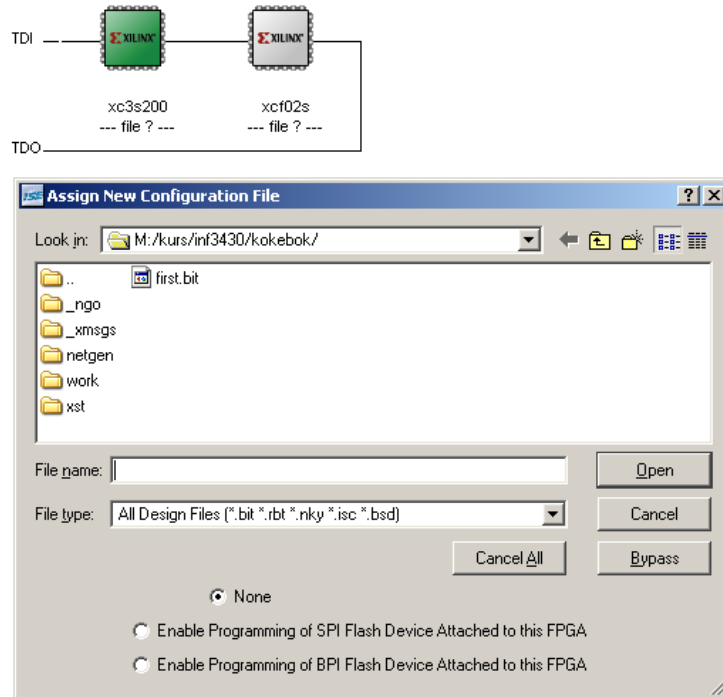 TDI
XILINX XILINX
xc3s200 xcf02s
--- file ? --- --- file ? ---
TDO
ISE Assign New Configuration File
Look in: M:/kurs/inf3430/kokebok/
.. first.bit
_ngo
_xmsgs
netgen
work
xst
File name: Open
File type: All Design Files (*.bit *.rbt *.nky *.isc *.bsd) Cancel
Cancel All Bypass
None
Enable Programming of SPI Flash Device Attached to this FPGA
Enable Programming of BPI Flash Device Attached to this FPGA